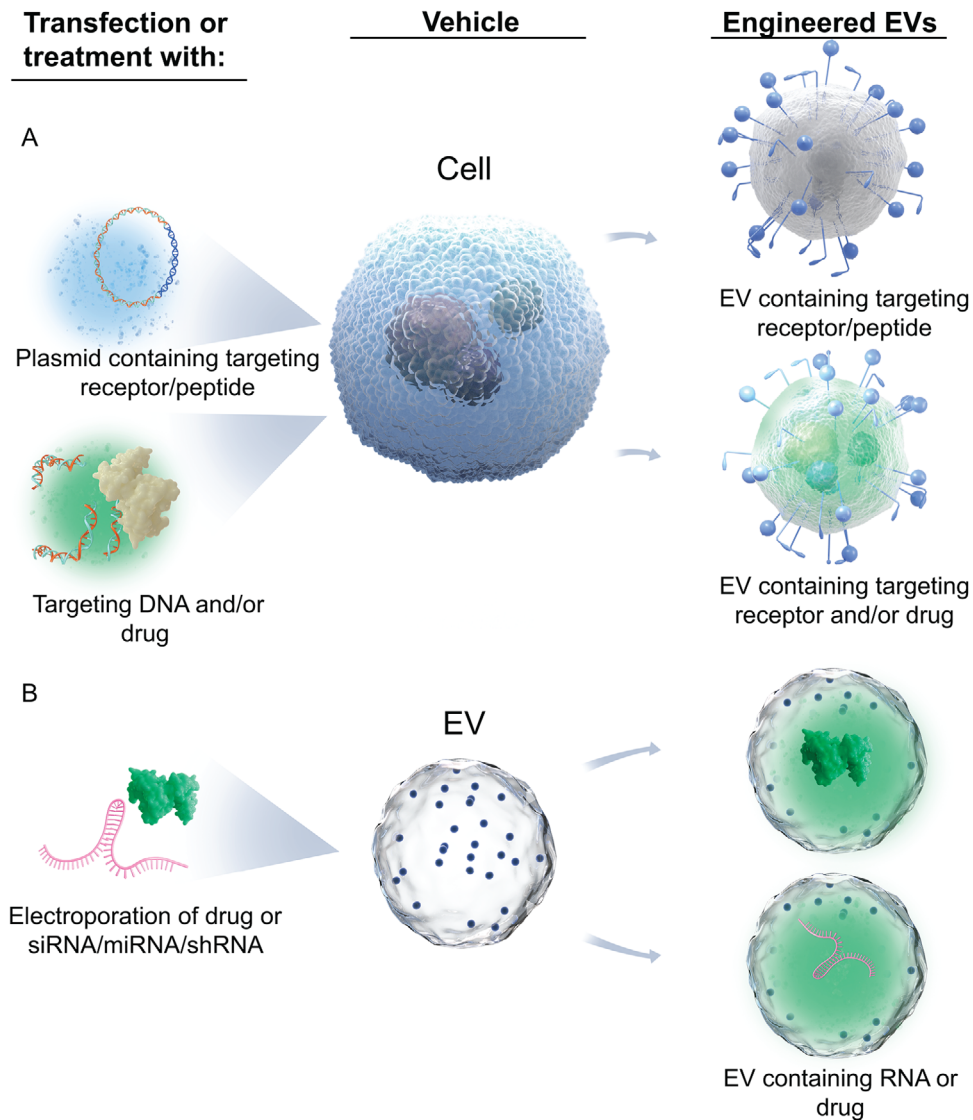 Transfection or
treatment with:
Vehicle
Engineered EVs
A
Cell
Plasmid containing targeting
receptor/peptide
EV containing targeting
receptor/peptide
Targeting DNA and/or
drug
EV containing targeting
receptor and/or drug
B
EV
Electroporation of drug or
siRNA/miRNA/shRNA
EV containing RNA or
drug